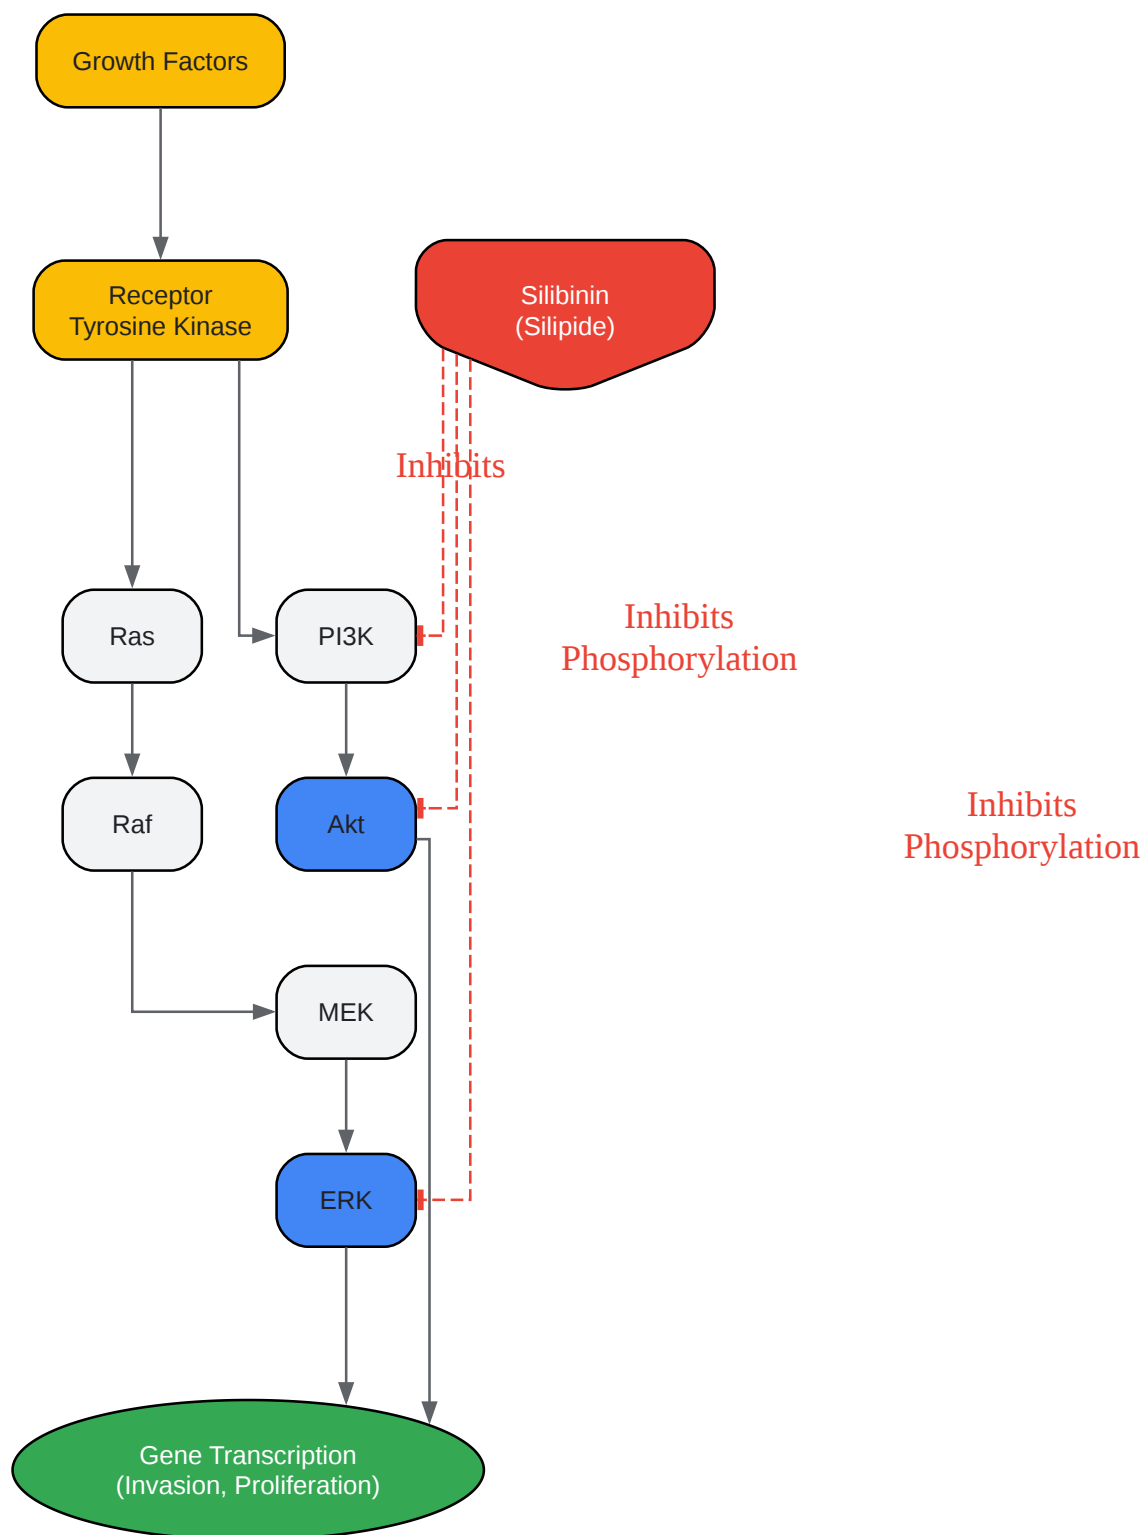 Growth Factors
Receptor
Tyrosine Kinase
Silibinin
(Silipide)
Inhibits
Ras
PI3K
Inhibits
Phosphorylation
Raf
Akt
Inhibits
Phosphorylation
MEK
ERK
Gene Transcription
(Invasion, Proliferation)